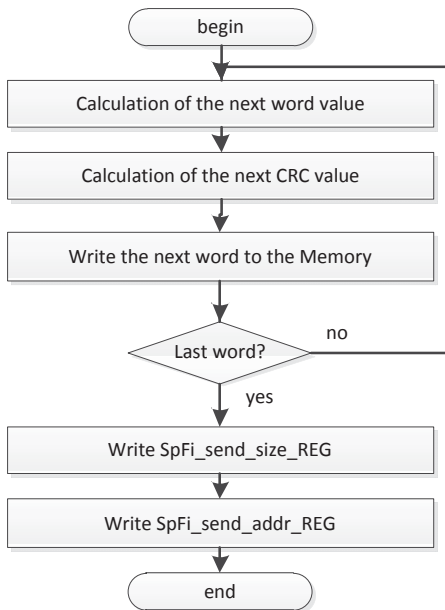 begin
Calculation of the next word value
Calculation of the next CRC value
Write the next word to the Memory
Last word?
no
yes
Write SpFi_send_size_REG
Write SpFi_send_addr_REG
end